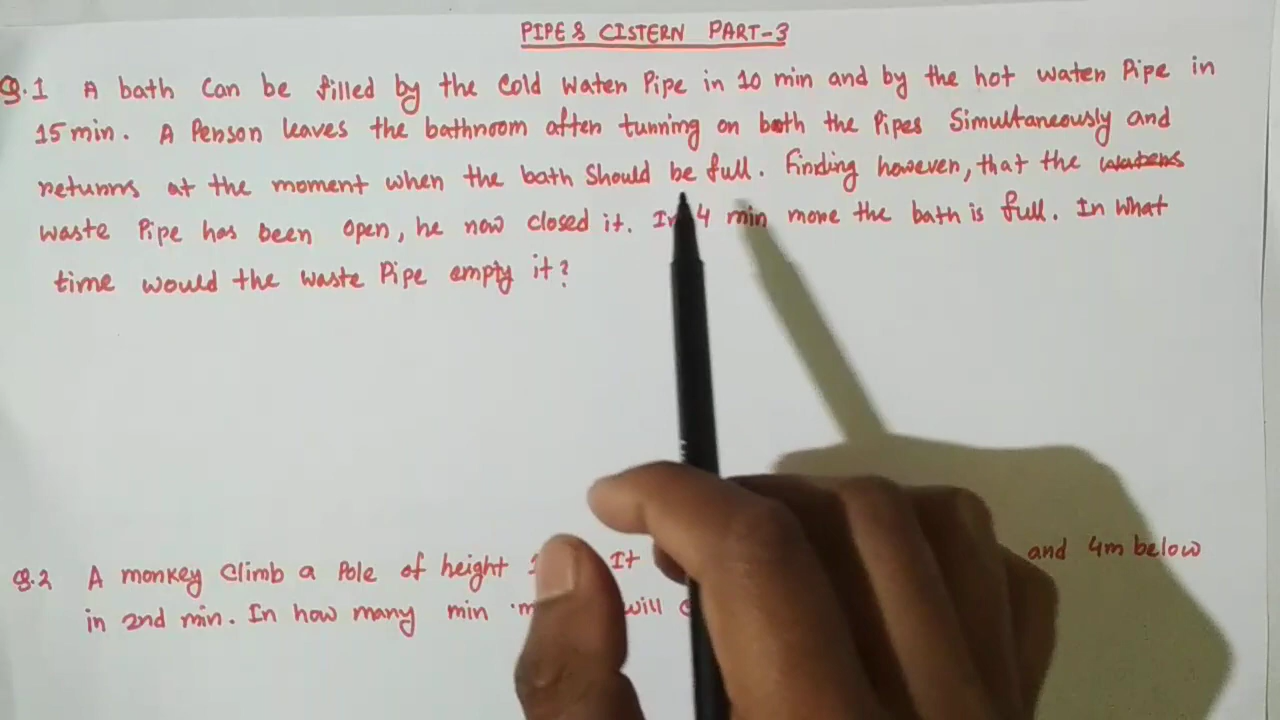 PIPE & CISTERN PART-3
Q.1 A bath can be filled by the cold water Pipe in 10 min and by the hot water Pipe in
15 min. A Person leaves the bathroom after tunning on both the Pipes Simultaneously and
returns at the moment when the bath Should be full. Finding however, that the waters
waste Pipe has been open, he now closed it. In 4 min more the bath is full. In what
time would the waste Pipe empty it?
Q.2 A monkey Climb a Pole of height It and 4m below
in 2nd min. In how many min will